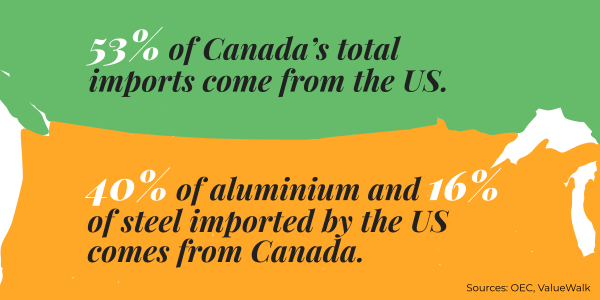 53% of Canada’s total
imports come from the US.
40% of aluminium and 16%
of steel imported by the US
comes from Canada.
Sources: OEC, ValueWalk